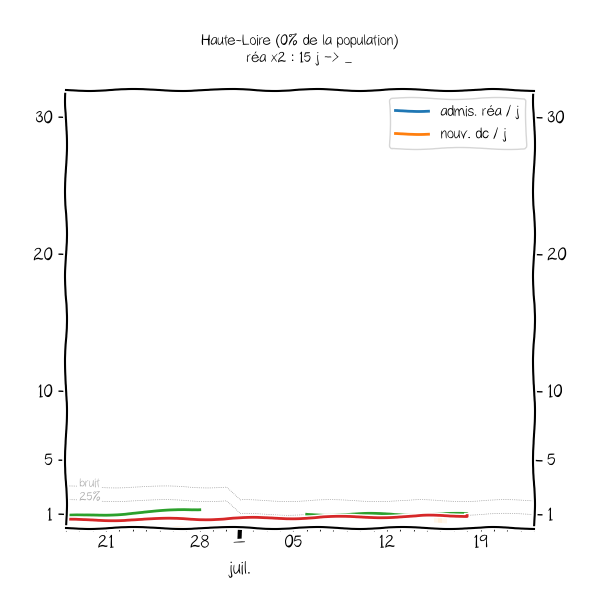 Haute-Loire (0% de la population)
réa x2 : 15 j -> _
30 30
admis. réa / j
nouv. dc / j
20 20
10 10
5 5
bruit
25%
1 1
21 28 05 12 19
juil.